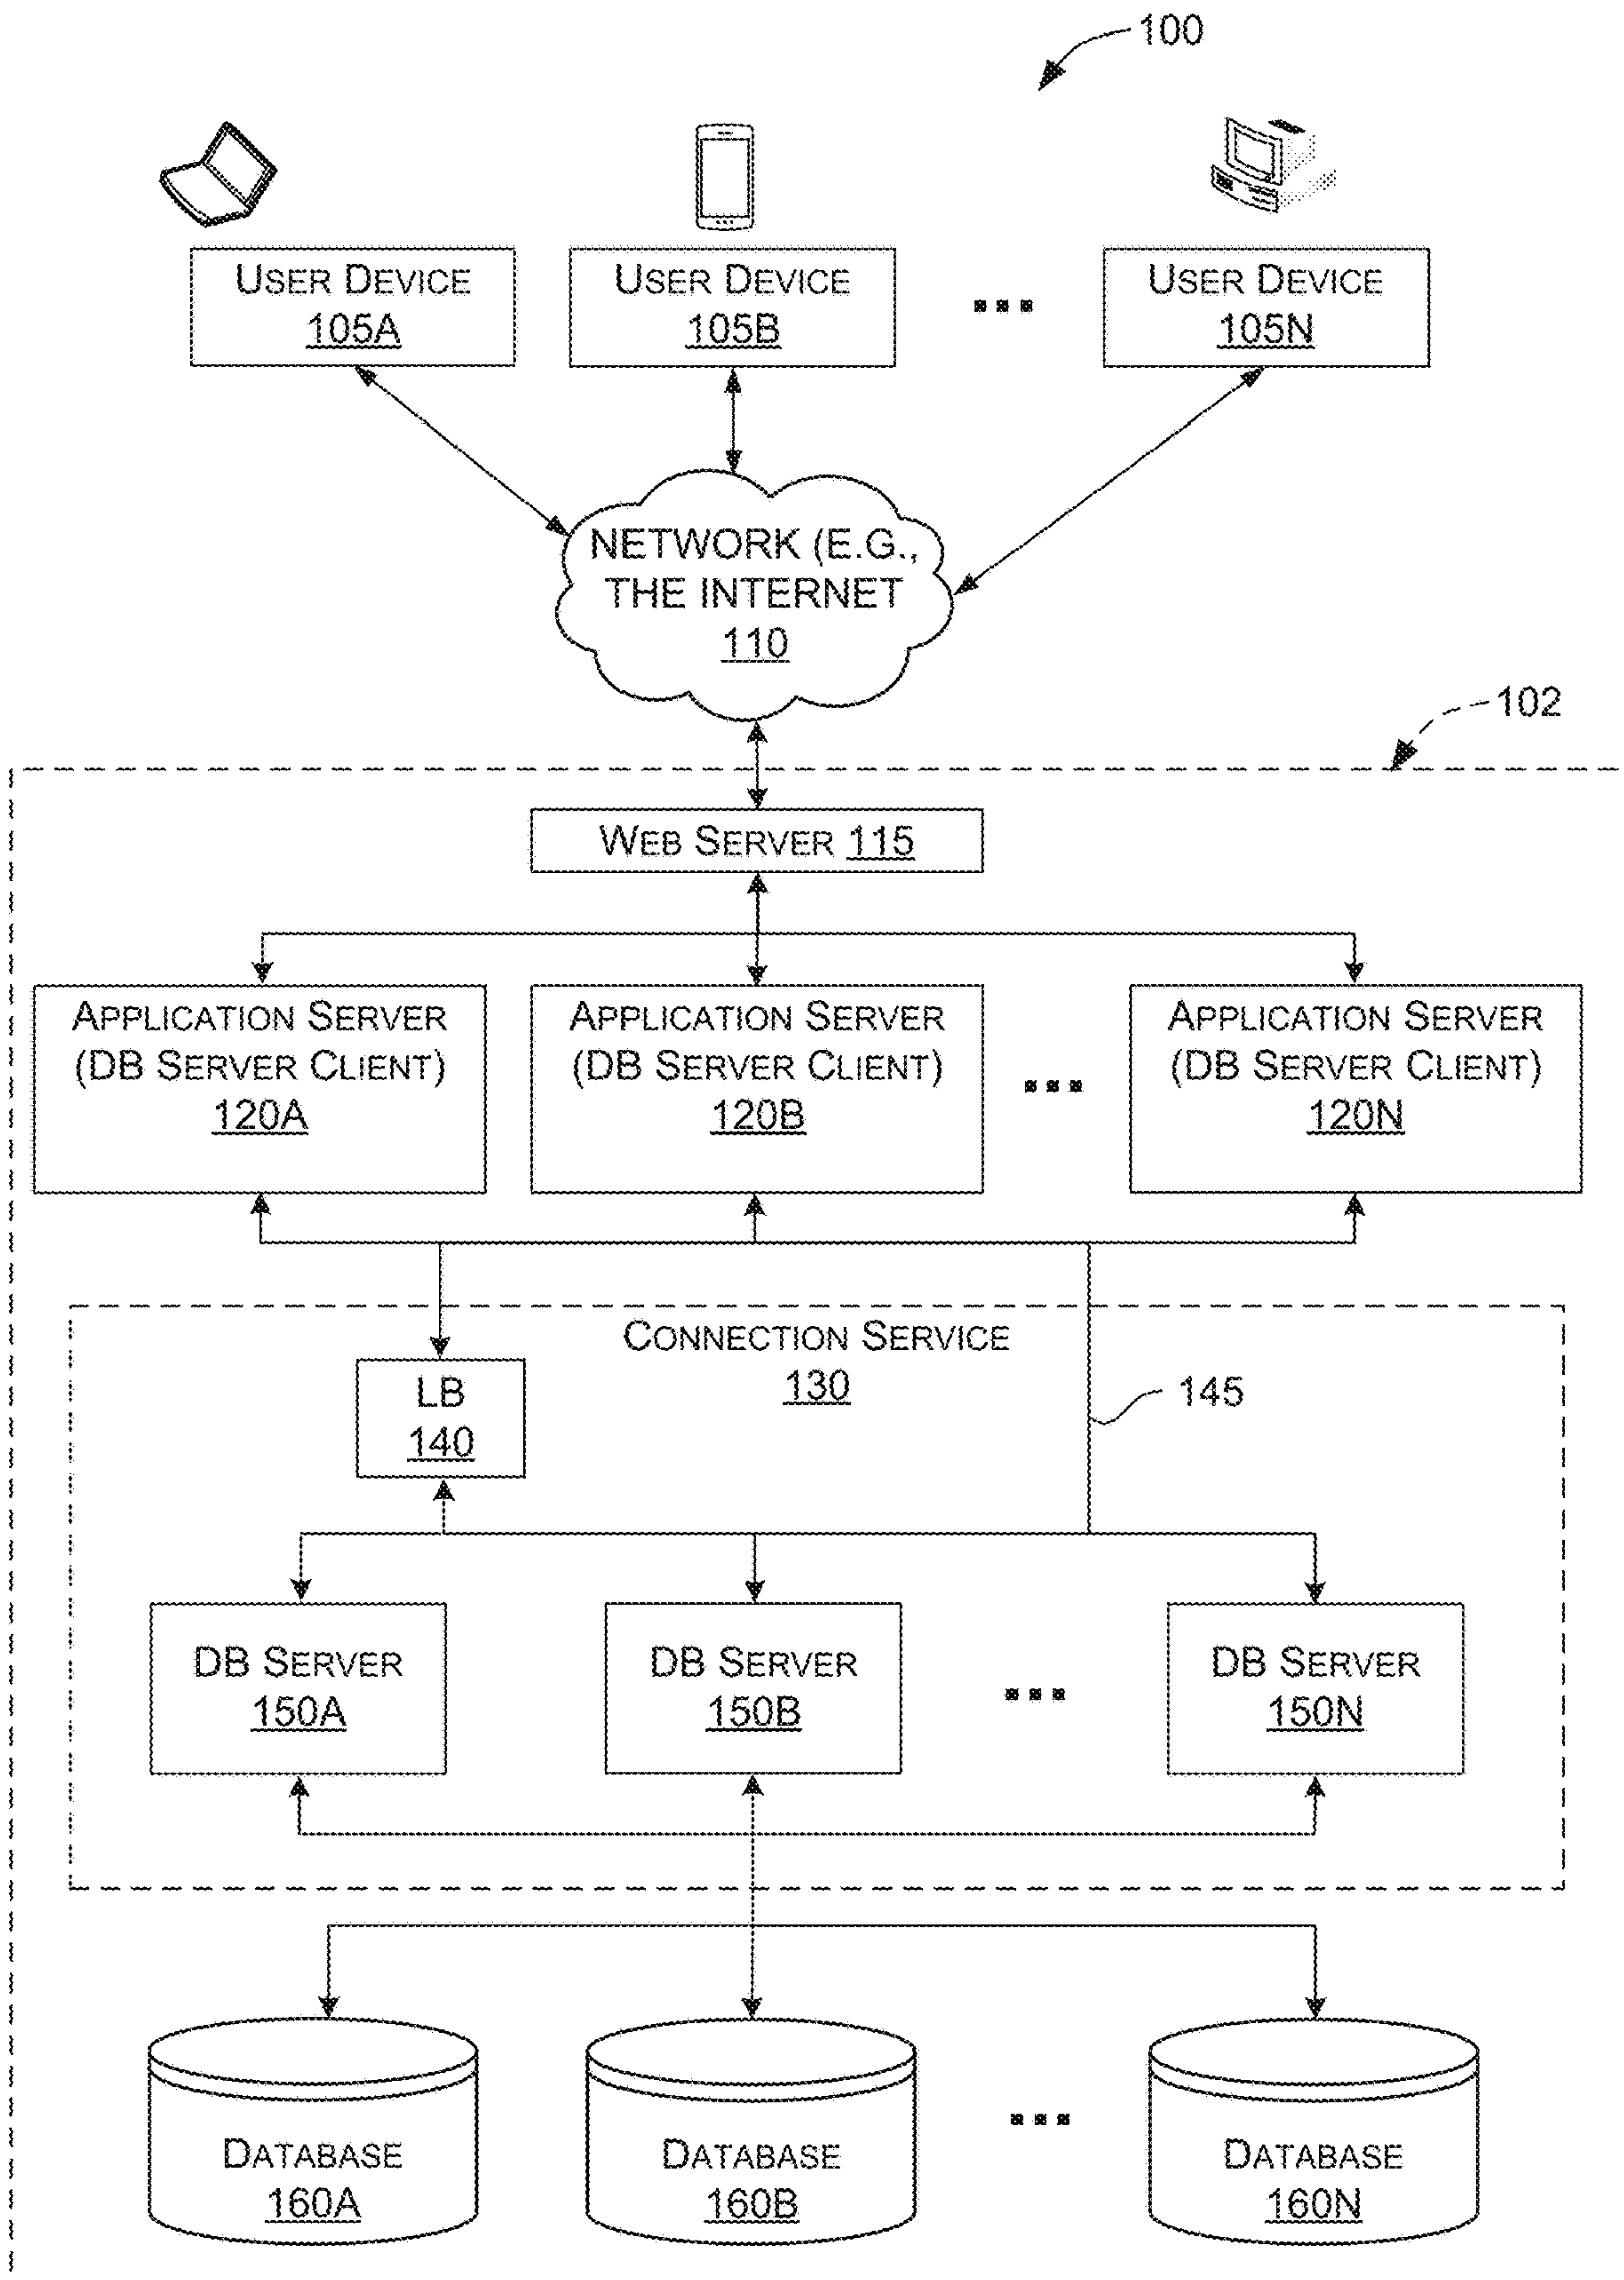 100
USER DEVICE
105A
USER DEVICE
105B
...
USER DEVICE
105N
NETWORK (E.G.,
THE INTERNET
110
102
WEB SERVER 115
APPLICATION SERVER
(DB SERVER CLIENT)
120A
APPLICATION SERVER
(DB SERVER CLIENT)
120B
...
APPLICATION SERVER
(DB SERVER CLIENT)
120N
CONNECTION SERVICE
130
LB
140
145
DB SERVER
150A
DB SERVER
150B
...
DB SERVER
150N
DATABASE
160A
DATABASE
160B
...
DATABASE
160N